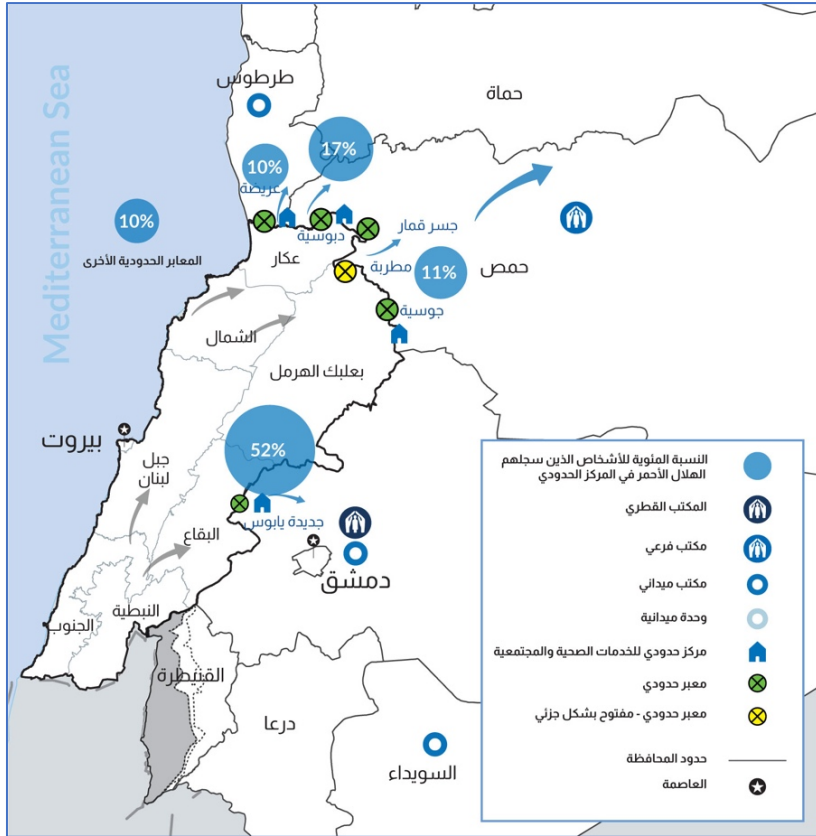 Mediterranean Sea
طرطوس
حماة
17%
10%
عريضة
10%
المعابر الحدودية الأخرى
دبوسية
جسر قمار
عكار
مطربة
11%
حمص
جوسية
الشمال
بعلبك الهرمل
بيروت
52%
جبل
لبنان
جديدة يابوس
البقاع
دمشق
النبطية
الجنوب
القنيطرة
درعا
السويداء
النسبة المئوية للأشخاص الذين سجلهم
الهلال الأحمر في المركز الحدودي
المكتب القطري
مكتب فرعي
مكتب ميداني
وحدة ميدانية
مركز حدودي للخدمات الصحية والمجتمعية
معبر حدودي
معبر حدودي - مفتوح بشكل جزئي
حدود المحافظة
العاصمة